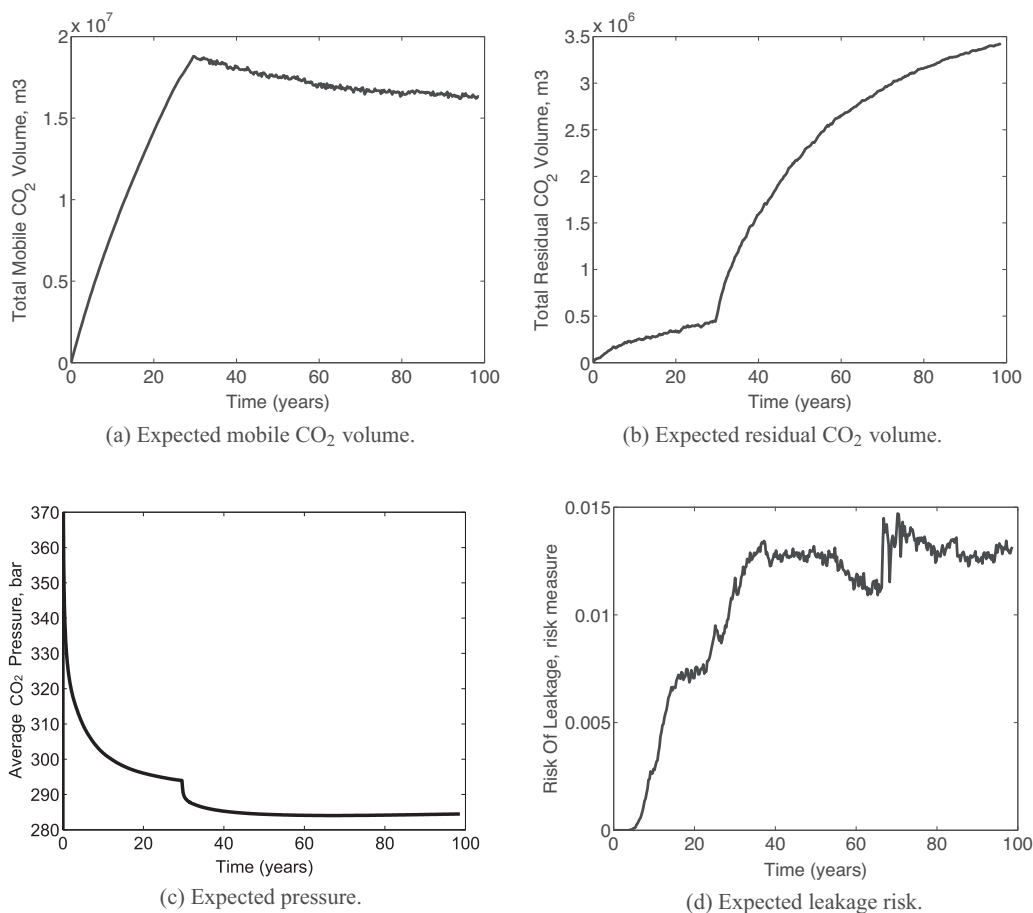 x 10⁷
2
1.5
1
0.5
0
0 20 40 60 80 100
Total Mobile CO₂ Volume, m3
Time (years)
(a) Expected mobile CO₂ volume.
x 10⁶
3.5
3
2.5
2
1.5
1
0.5
0
0 20 40 60 80 100
Total Residual CO₂ Volume, m3
Time (years)
(b) Expected residual CO₂ volume.
370
360
350
340
330
320
310
300
290
280
0 20 40 60 80 100
Average CO₂ Pressure, bar
Time (years)
(c) Expected pressure.
0.015
0.01
0.005
0
0 20 40 60 80 100
Risk Of Leakage, risk measure
Time (years)
(d) Expected leakage risk.